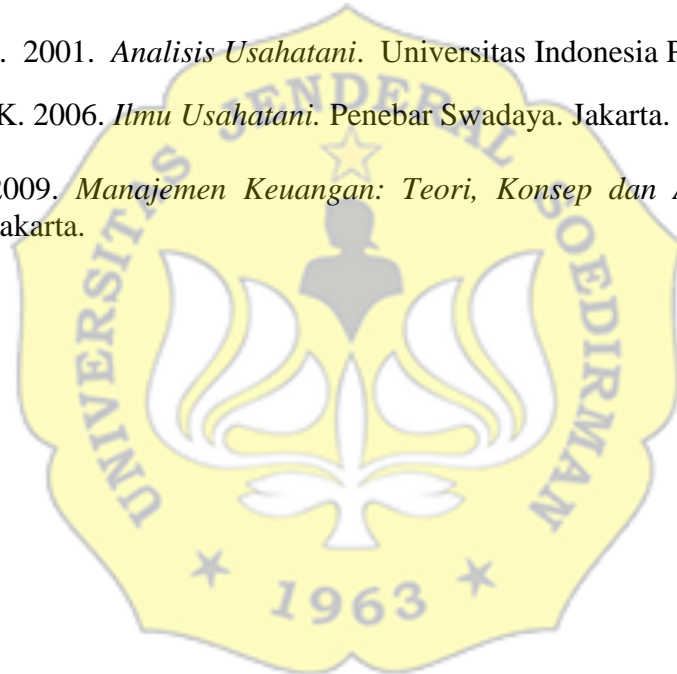 . 2001. Analisis Usahatani. Universitas Indonesia P
K. 2006. Ilmu Usahatani. Penebar Swadaya. Jakarta.
2009. Manajemen Keuangan: Teori, Konsep dan A
akarta.
UNIVERSITAS JENDERAL SOEDIRMAN
1963